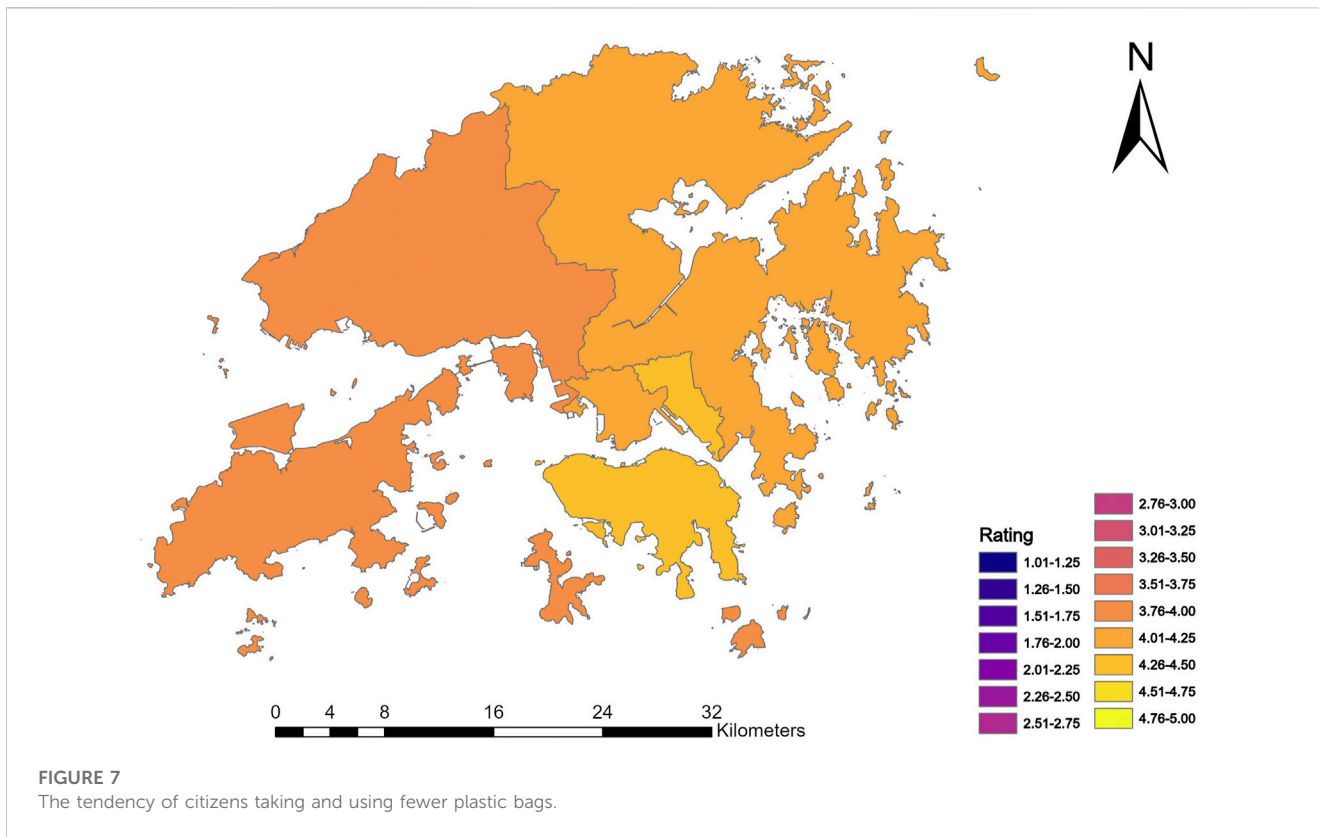 N
Rating
1.01-1.25
1.26-1.50
1.51-1.75
1.76-2.00
2.01-2.25
2.26-2.50
2.51-2.75
2.76-3.00
3.01-3.25
3.26-3.50
3.51-3.75
3.76-4.00
4.01-4.25
4.26-4.50
4.51-4.75
4.76-5.00
0 4 8 16 24 32
Kilometers
FIGURE 7
The tendency of citizens taking and using fewer plastic bags.